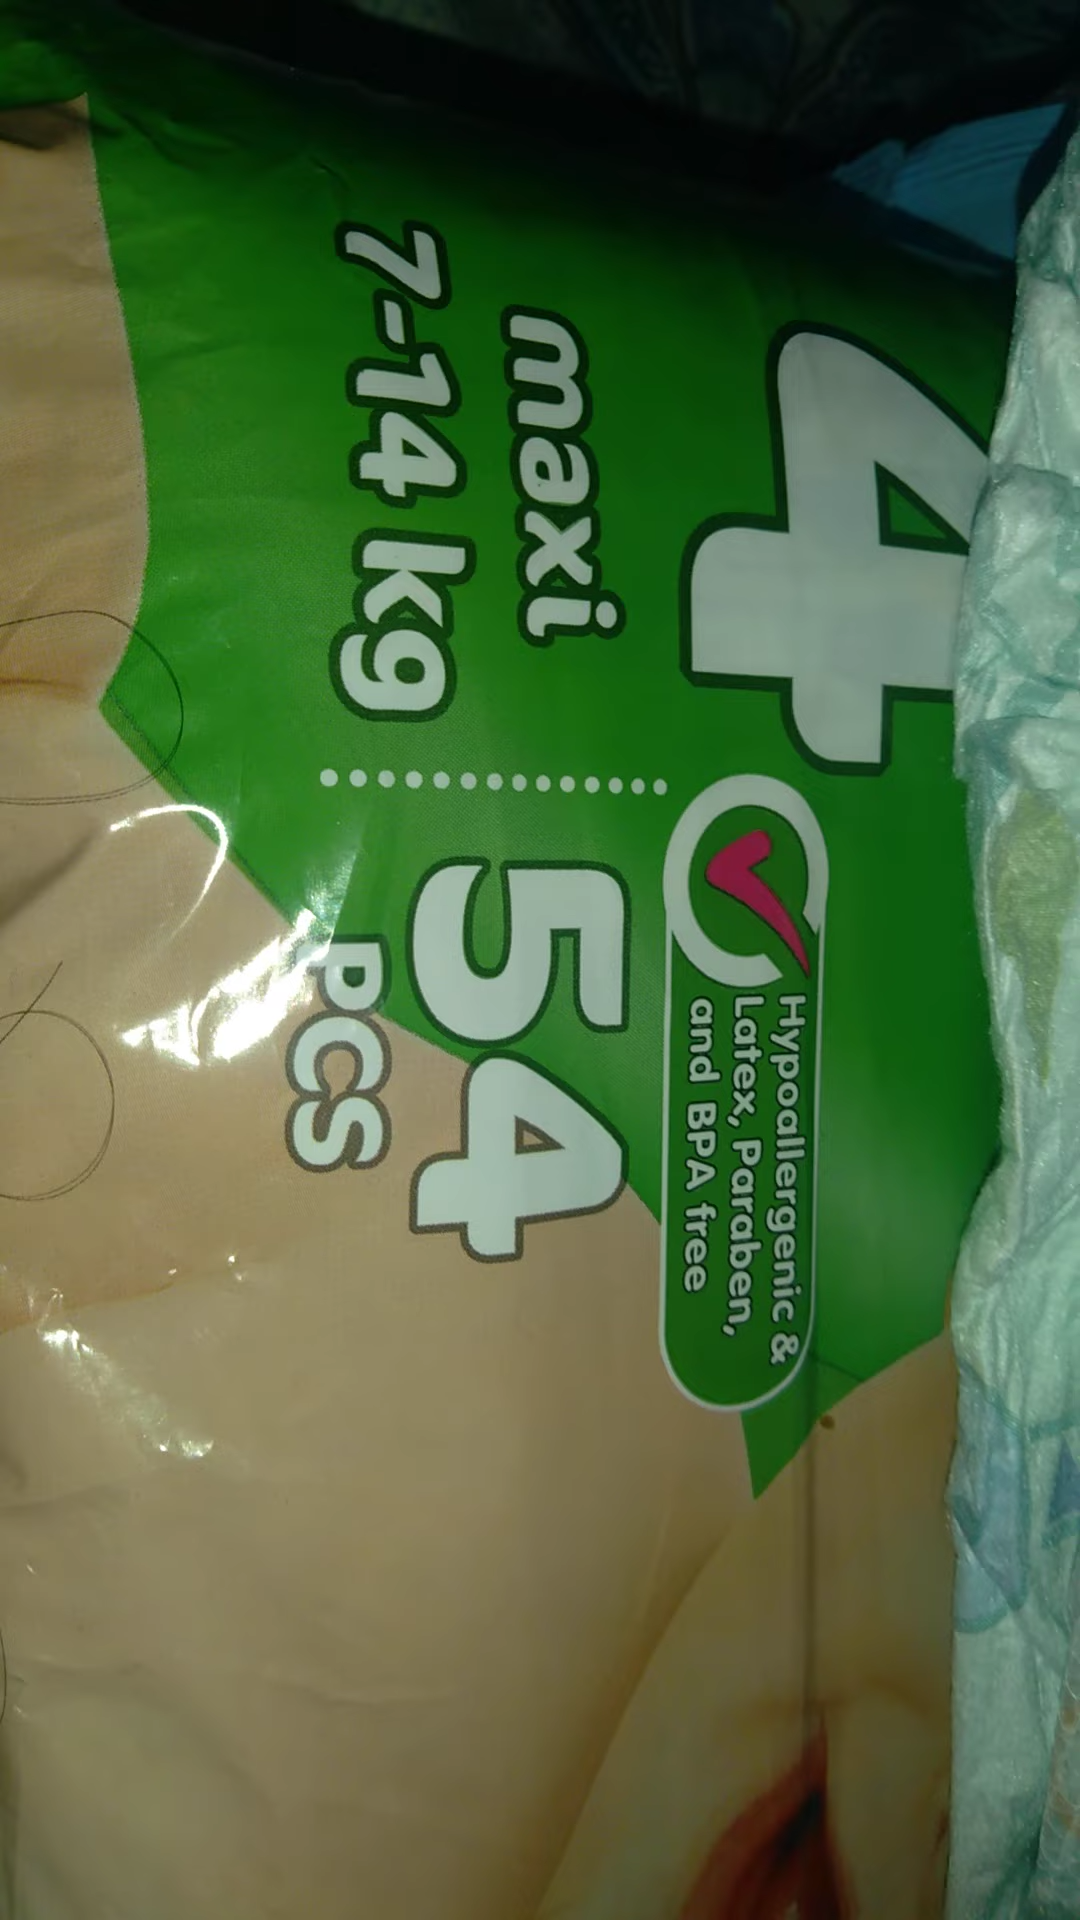 4
maxi
7-14 kg
Hypoallergenic &
Latex, Paraben,
and BPA free
54
PCS